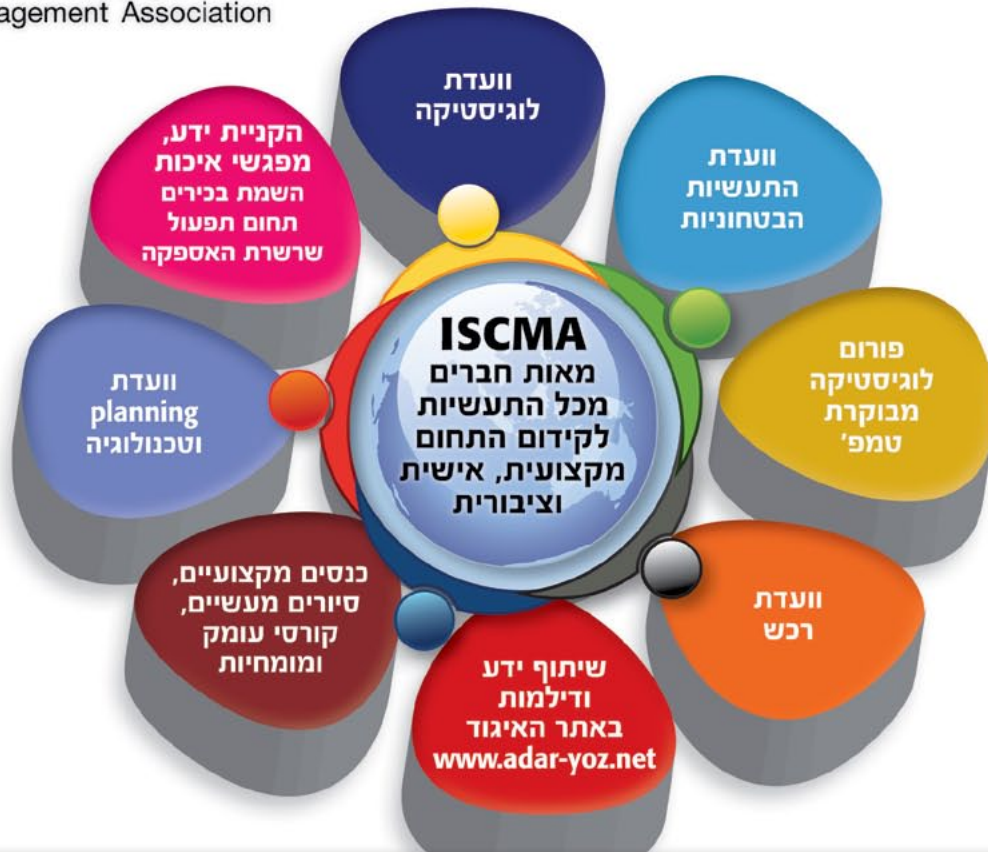 agement Association
וועדת
לוגיסטיקה
וועדת
התעשיות
הבטחוניות
פורום
לוגיסטיקה
מבוקרת
טמפ'
וועדת
רכש
שיתוף ידע
ודילמות
באתר האיגוד
www.adar-yoz.net
כנסים מקצועיים,
סיורים מעשיים,
קורסי עומק
ומומחיות
וועדת
planning
וטכנולוגיה
הקניית ידע,
מפגשי איכות
השמת בכירים
תחום תפעול
שרשרת האספקה
ISCMA
מאות חברים
מכל התעשיות
לקידום התחום
מקצועית, אישית
וציבורית